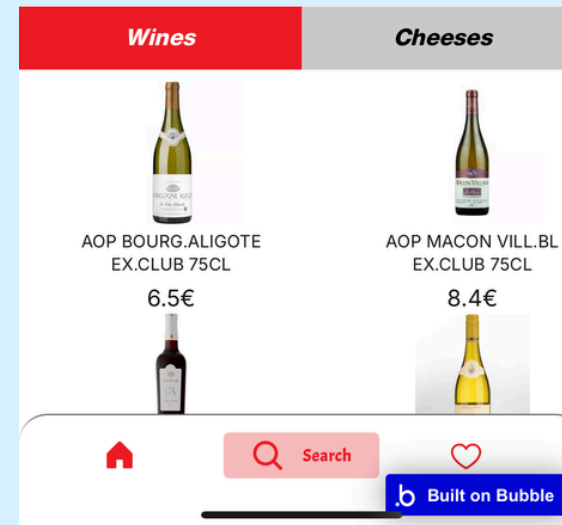 Wines
Cheeses
AOP BOURG.ALIGOTE
EX.CLUB 75CL
6.5€
AOP MACON VILL.BL
EX.CLUB 75CL
8.4€
Search
.b Built on Bubble